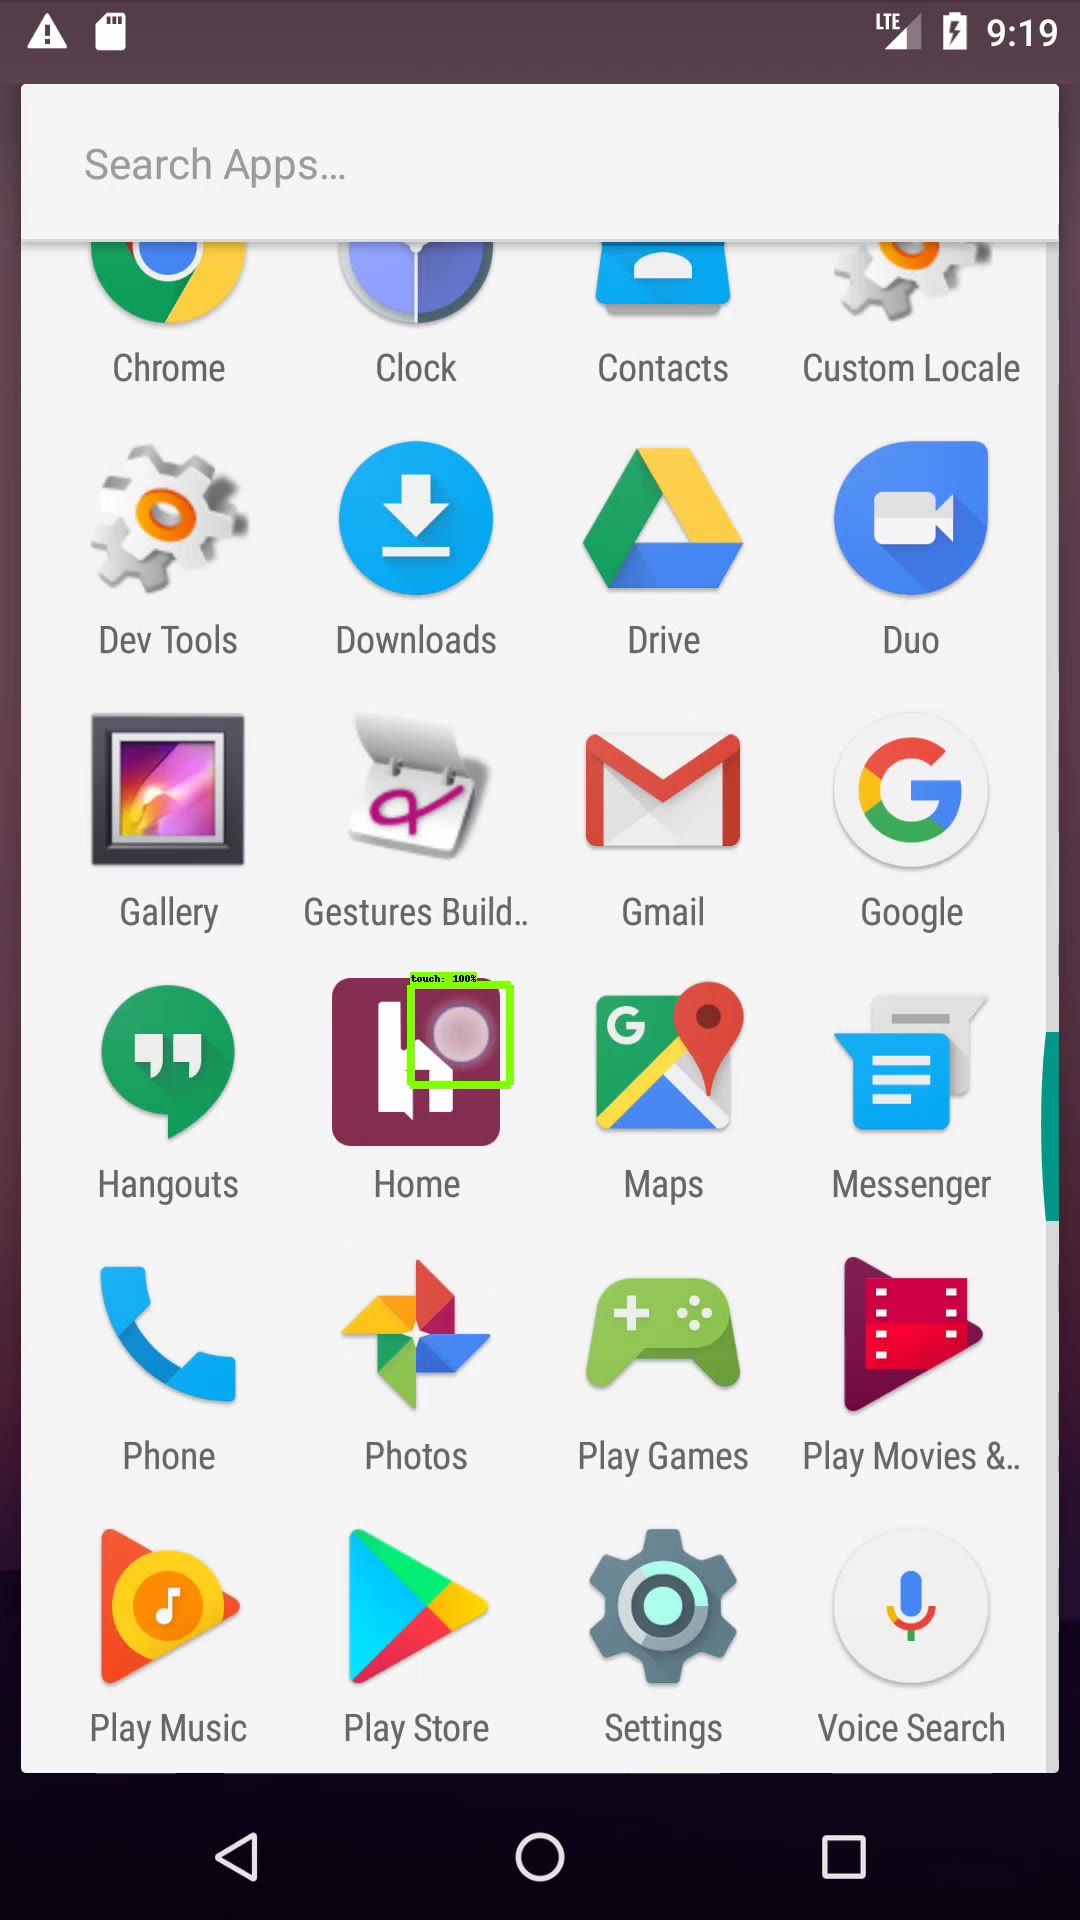 LTE 9:19
Search Apps...
Chrome Clock Contacts Custom Locale
Dev Tools Downloads Drive Duo
Gallery Gestures Build.. Gmail Google
touch: 100%
Hangouts Home Maps Messenger
Phone Photos Play Games Play Movies &..
Play Music Play Store Settings Voice Search